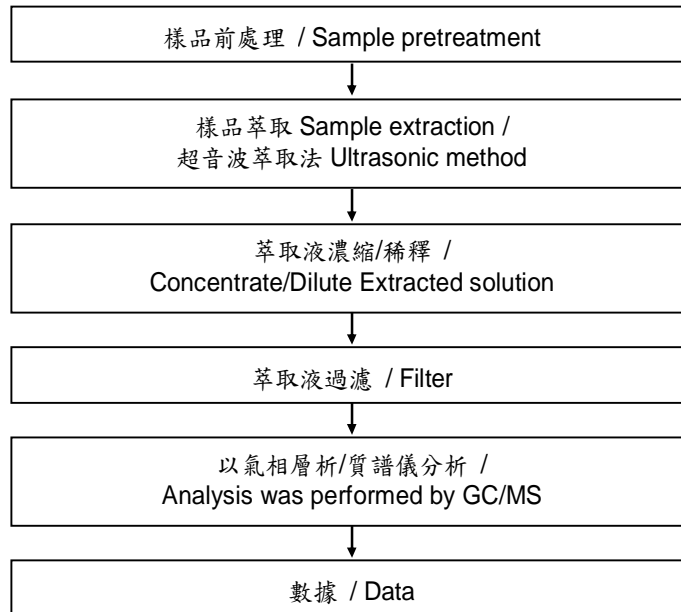 樣品前處理 / Sample pretreatment
樣品萃取 Sample extraction /
超音波萃取法 Ultrasonic method
萃取液濃縮/稀釋 /
Concentrate/Dilute Extracted solution
萃取液過濾 / Filter
以氣相層析/質譜儀分析 /
Analysis was performed by GC/MS
數據 / Data